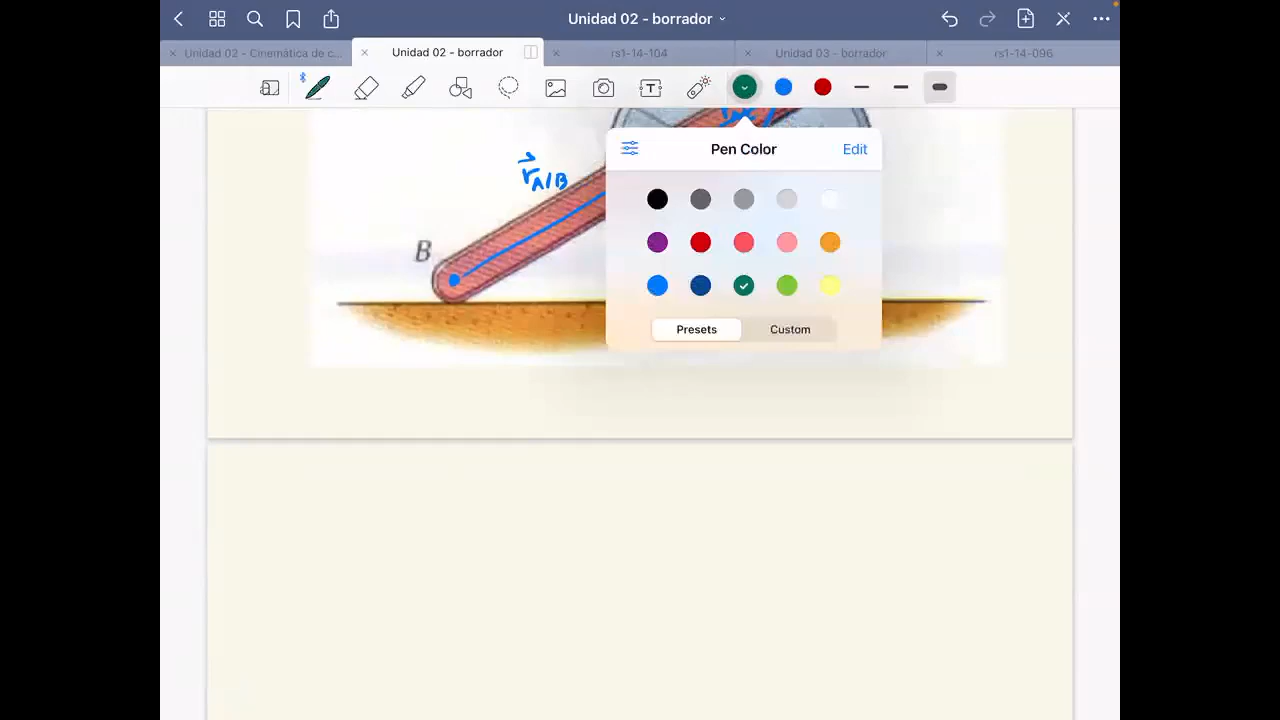 Unidad 02 - borrador
Unidad 02 - Cinemática de c...
Unidad 02 - borrador
rs1-14-104
Unidad 03 - borrador
rs1-14-096
T
Pen Color
Edit
r A/B
B
Presets
Custom